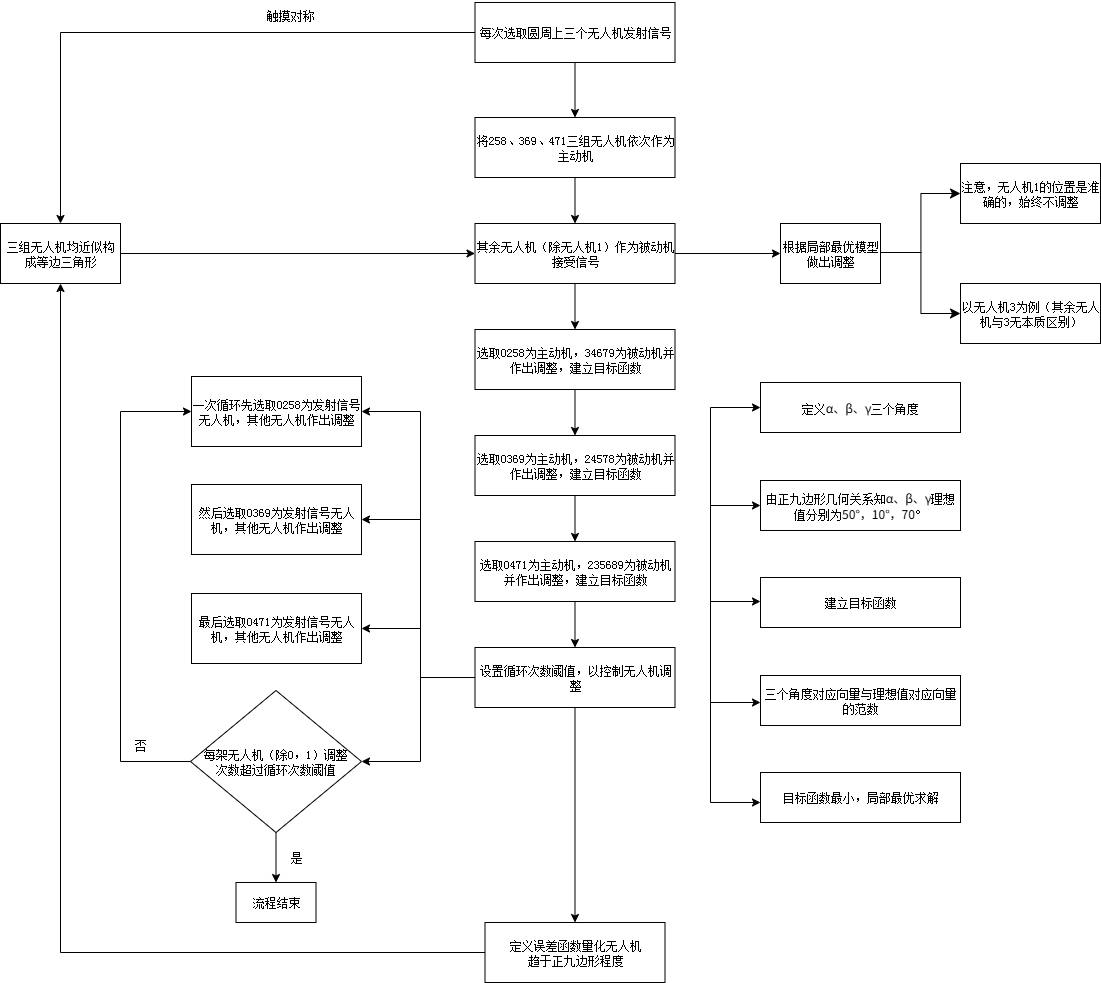 触摸对称
每次选取圆周上三个无人机发射信号
将258、369、471三组无人机依次作为
主动机
注意，无人机1的位置是准
确的，始终不调整
三组无人机均近似构
成等边三角形
其余无人机（除无人机1）作为被动机
接受信号
根据局部最优模型
做出调整
以无人机3为例（其余无人
机与3无本质区别）
选取0258为主动机，34679为被动机并
作出调整，建立目标函数
一次循环先选取0258为发射信号
无人机，其他无人机作出调整
定义α、β、γ三个角度
选取0369为主动机，24578为被动机并
作出调整，建立目标函数
然后选取0369为发射信号无人
机，其他无人机作出调整
由正九边形几何关系知α、β、γ理想
值分别为50°，10°，70°
选取0471为主动机，235689为被动机
并作出调整，建立目标函数
建立目标函数
最后选取0471为发射信号无人
机，其他无人机作出调整
设置循环次数阈值，以控制无人机调
整
三个角度对应向量与理想值对应向量
的范数
否
每架无人机（除0，1）调整
次数超过循环次数阈值
目标函数最小，局部最优求解
是
流程结束
定义误差函数量化无人机
趋于正九边形程度